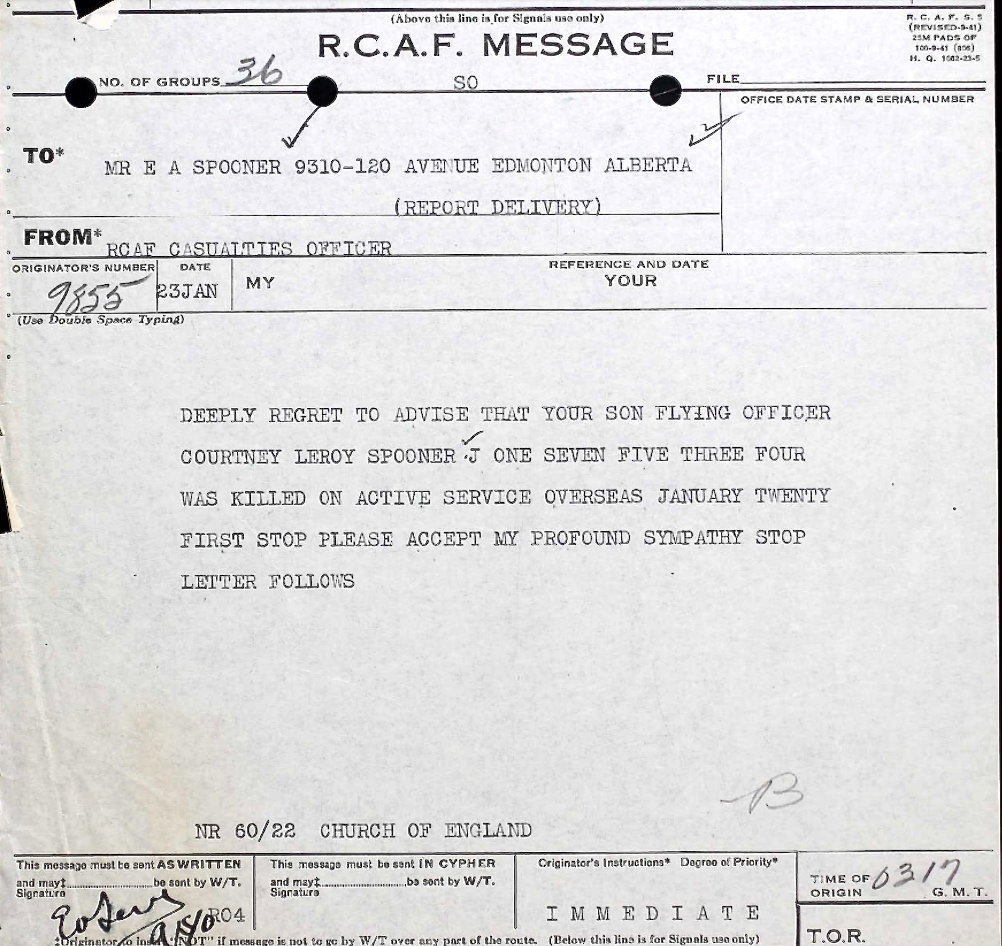 (Above this line is for Signals use only)
R. C. A. F. G. 5
(REVISED-9-41)
25M PADS OF
100-9-41 (806)
H. Q. 1062-23-5
R.C.A.F. MESSAGE
NO. OF GROUPS 36 SO FILE
OFFICE DATE STAMP & SERIAL NUMBER
TO* MR E A SPOONER 9310-120 AVENUE EDMONTON ALBERTA
(REPORT DELIVERY)
FROM* RCAF CASUALTIES OFFICER
ORIGINATOR'S NUMBER DATE REFERENCE AND DATE
9855 23JAN MY YOUR
(Use Double Space Typing)
DEEPLY REGRET TO ADVISE THAT YOUR SON FLYING OFFICER
COURTNEY LEROY SPOONER J ONE SEVEN FIVE THREE FOUR
WAS KILLED ON ACTIVE SERVICE OVERSEAS JANUARY TWENTY
FIRST STOP PLEASE ACCEPT MY PROFOUND SYMPATHY STOP
LETTER FOLLOWS
B
NR 60/22 CHURCH OF ENGLAND
This message must be sent AS WRITTEN
and may‡ be sent by W/T.
Signature
R04
This message must be sent IN CYPHER
and may‡ be sent by W/T.
Signature
Originator's Instructions* Degree of Priority*
IMMEDIATE
TIME OF ORIGIN 0317 G. M. T.
‡Originator to insert "NOT" if message is not to go by W/T over any part of the route. (Below this line is for Signals use only)
T.O.R.